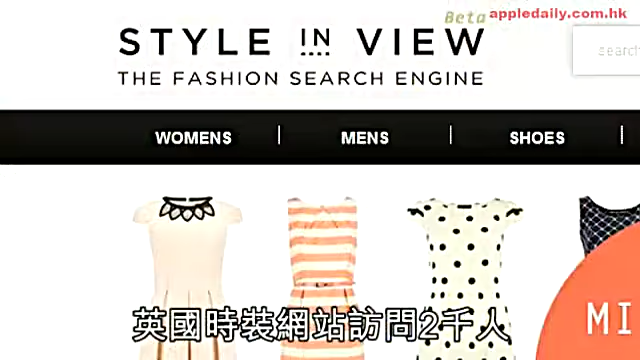 Beta
appledaily.com.hk
STYLE IN VIEW
search
THE FASHION SEARCH ENGINE
WOMENS | MENS | SHOES |
MI
英國時裝網站訪問2千人